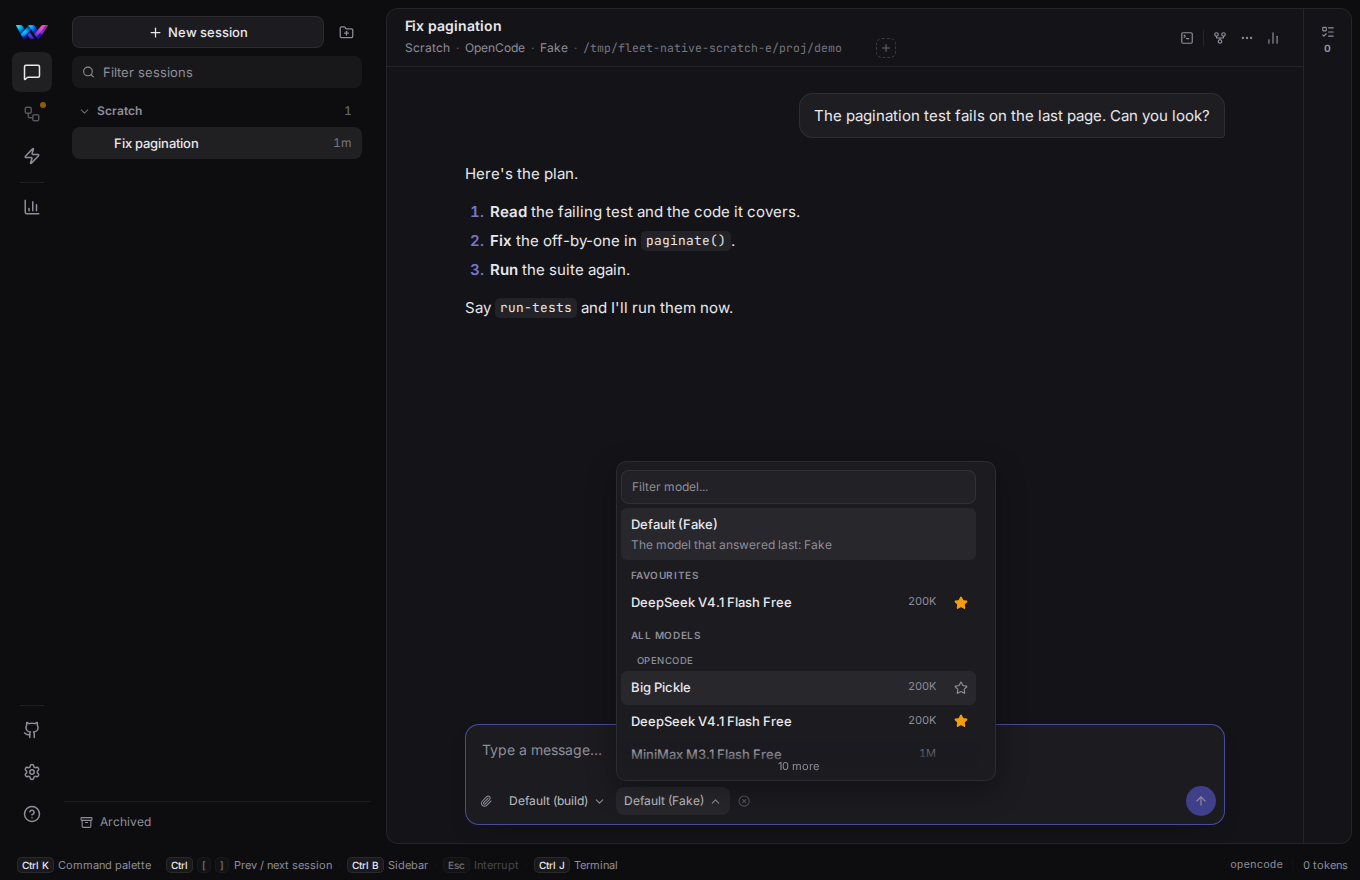 New session
Filter sessions
Scratch 1
Fix pagination 1m
Archived
Fix pagination
Scratch · OpenCode · Fake · /tmp/fleet-native-scratch-e/proj/demo
0
The pagination test fails on the last page. Can you look?
Here's the plan.
1. Read the failing test and the code it covers.
2. Fix the off-by-one in paginate().
3. Run the suite again.
Say run-tests and I'll run them now.
Filter model...
Default (Fake)
The model that answered last: Fake
FAVOURITES
DeepSeek V4.1 Flash Free 200K
ALL MODELS
OPENCODE
Big Pickle 200K
DeepSeek V4.1 Flash Free 200K
MiniMax M3.1 Flash Free 1M
10 more
Type a message...
Default (build) Default (Fake)
Ctrl K Command palette Ctrl [ ] Prev / next session Ctrl B Sidebar Esc Interrupt Ctrl J Terminal opencode 0 tokens